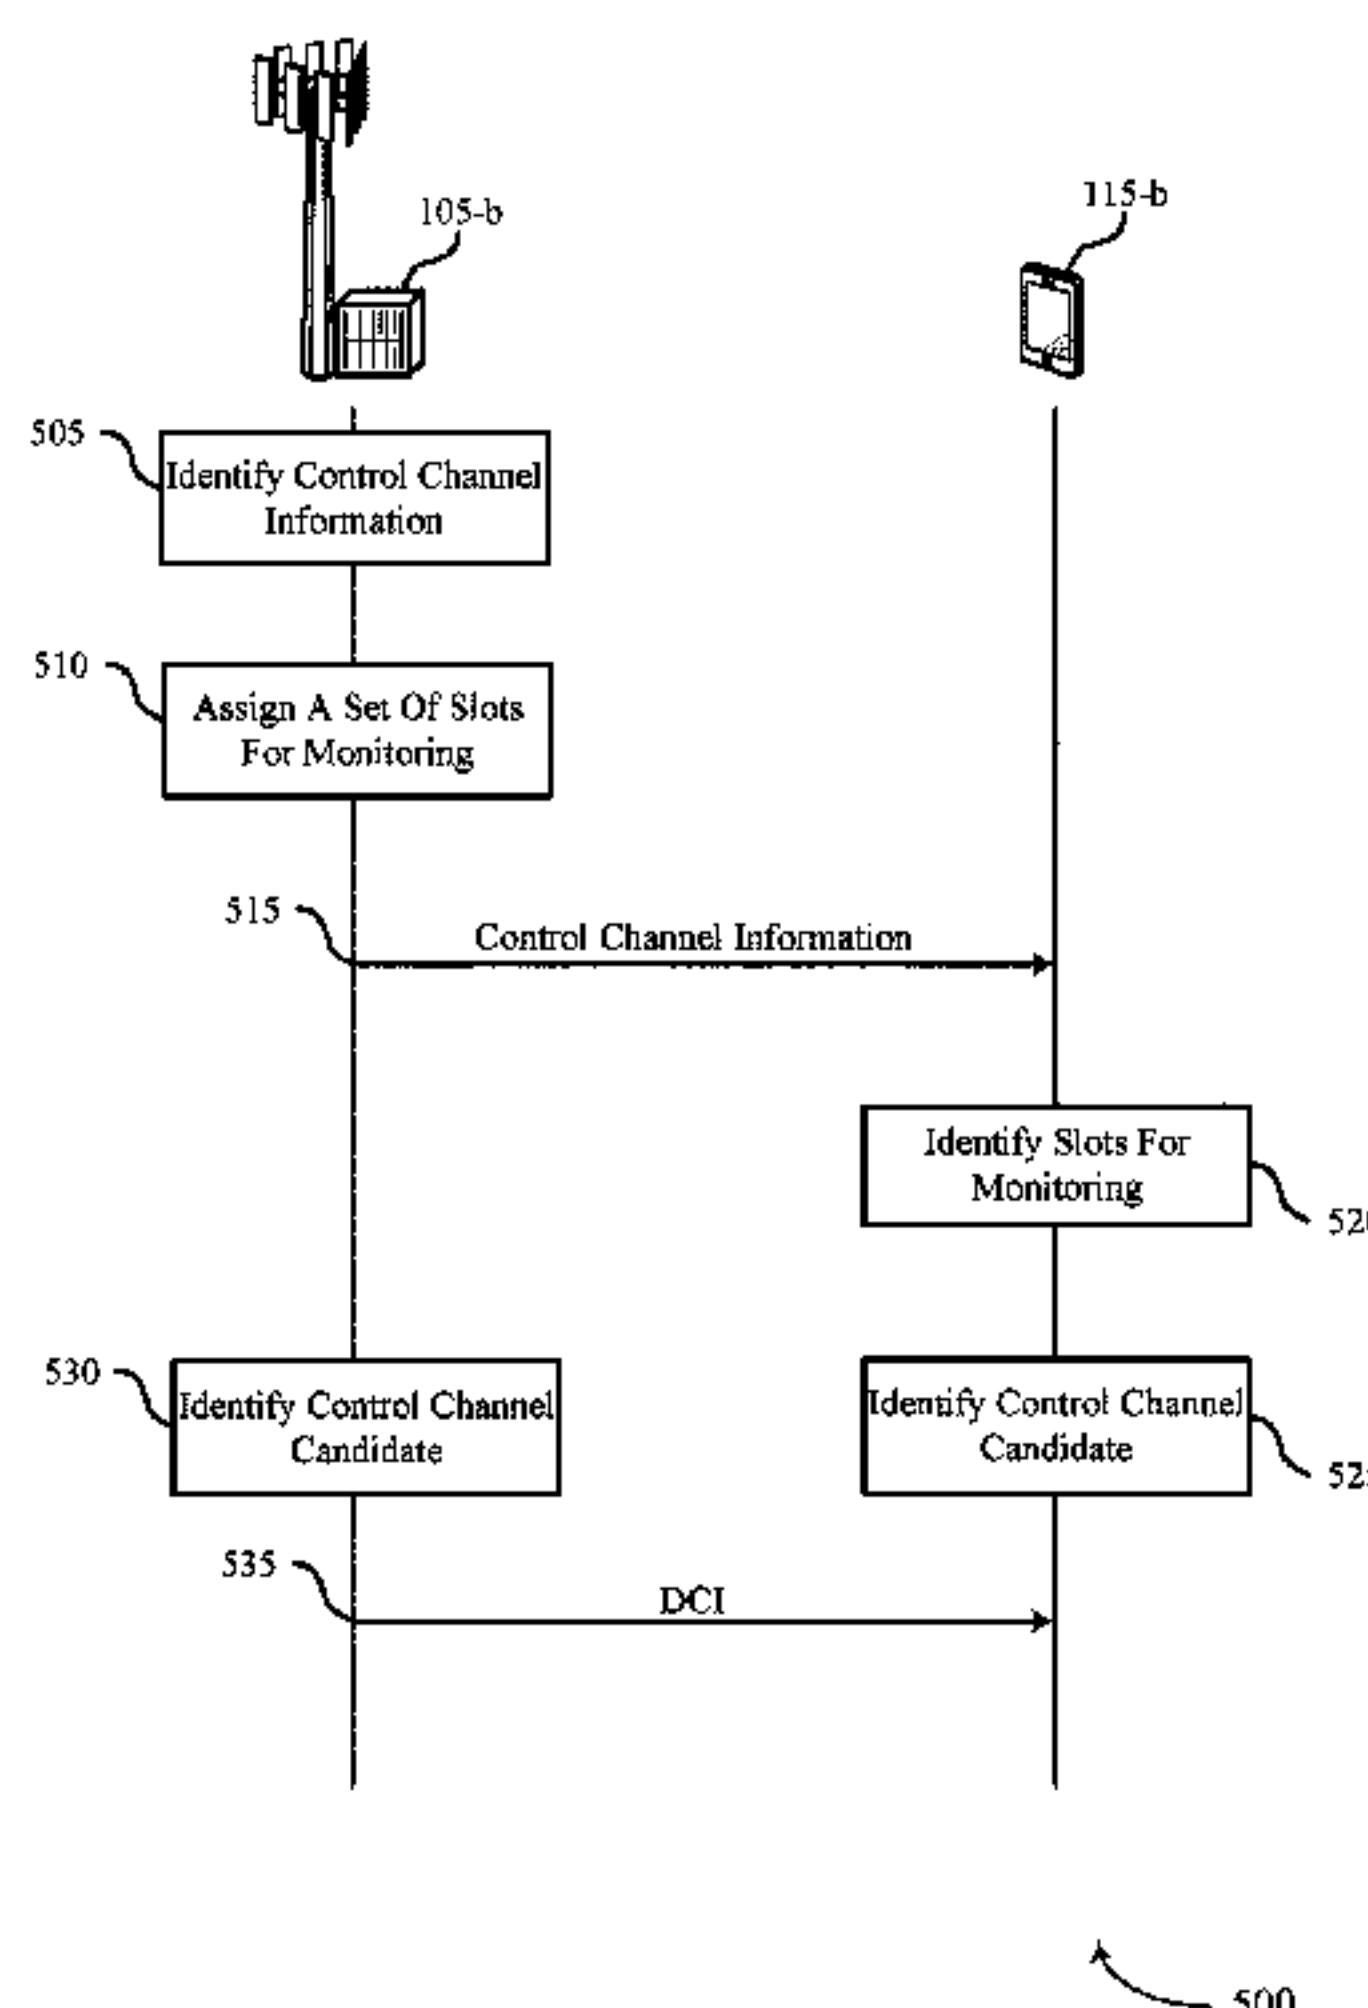 105-b
115-b
505
Identify Control Channel
Information
510
Assign A Set Of Slots
For Monitoring
515
Control Channel Information
Identify Slots For
Monitoring
530
Identify Control Channel
Candidate
Identify Control Channel
Candidate
535
DCI
500